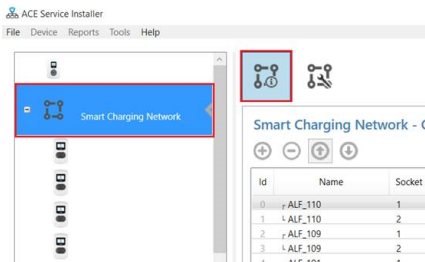 ACE Service Installer
File Device Reports Tools Help
Smart Charging Network
Smart Charging Network -
Id Name Socket
0 ALF_110 1
1 ALF_110 2
2 ALF_109 1
3 ALF_109 2